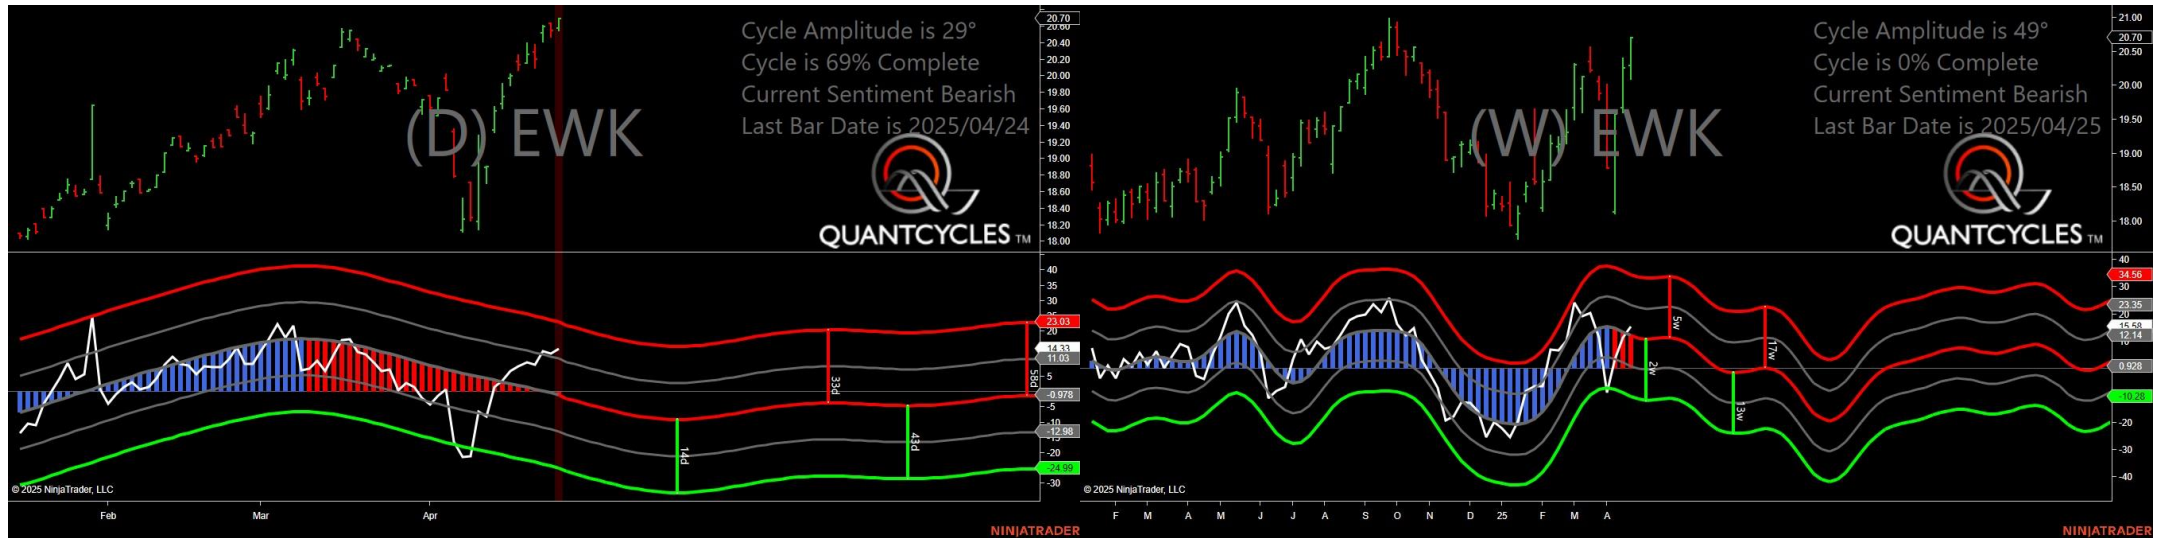 Cycle Amplitude is 29°
Cycle is 69% Complete
Current Sentiment Bearish
Last Bar Date is 2025/04/24
(D) EWK
QUANTCYCLES TM
20.70
20.60
20.40
20.20
20.00
19.80
19.60
19.40
19.20
19.00
18.80
18.60
18.40
18.20
18.00
40
35
30
23.03
20
14.33
11.03
5
-0.978
-5
-10
-12.98
-15
-20
-24.99
-30
14d
33d
43d
58d
© 2025 NinjaTrader, LLC
Feb Mar Apr
NINJATRADER
Cycle Amplitude is 49°
Cycle is 0% Complete
Current Sentiment Bearish
Last Bar Date is 2025/04/25
(W) EWK
QUANTCYCLES TM
21.00
20.70
20.50
20.00
19.50
19.00
18.50
18.00
40
34.56
30
23.35
20
15.58
12.14
10
0.928
-10.28
-20
-30
-40
2w
5w
13w
17w
© 2025 NinjaTrader, LLC
F M A M J J A S O N D 25 F M A
NINJATRADER